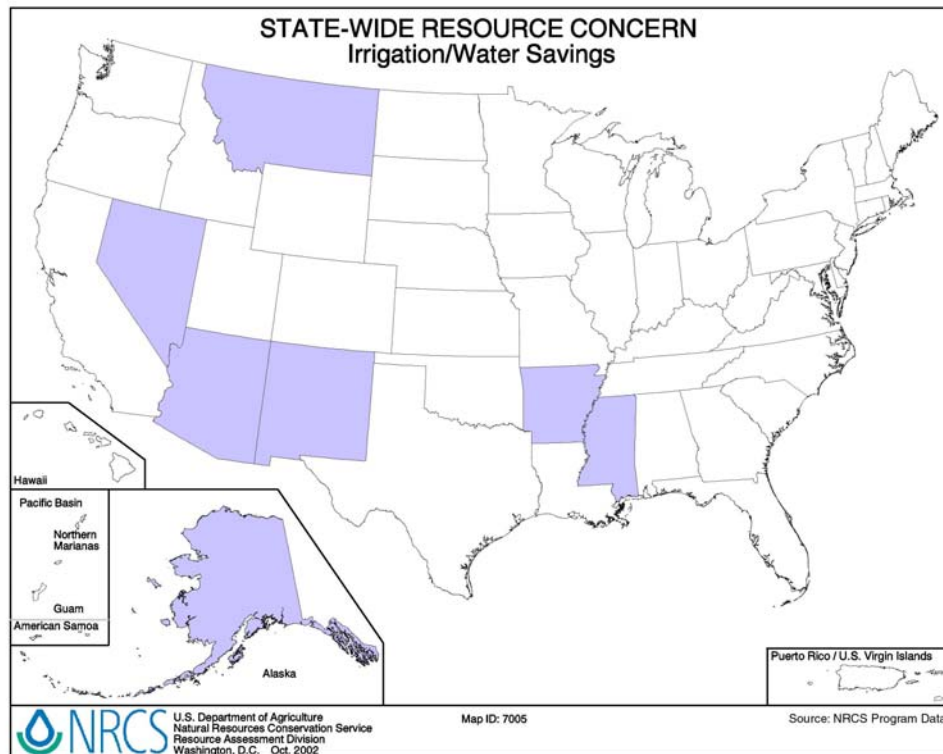 STATE-WIDE RESOURCE CONCERN
Irrigation/Water Savings
Hawaii
Pacific Basin
Northern
Marianas
Guam
American Samoa
Alaska
Puerto Rico / U.S. Virgin Islands
NRCS
U.S. Department of Agriculture
Natural Resources Conservation Service
Resource Assessment Division
Washington, D.C. Oct. 2002
Map ID: 7005
Source: NRCS Program Data